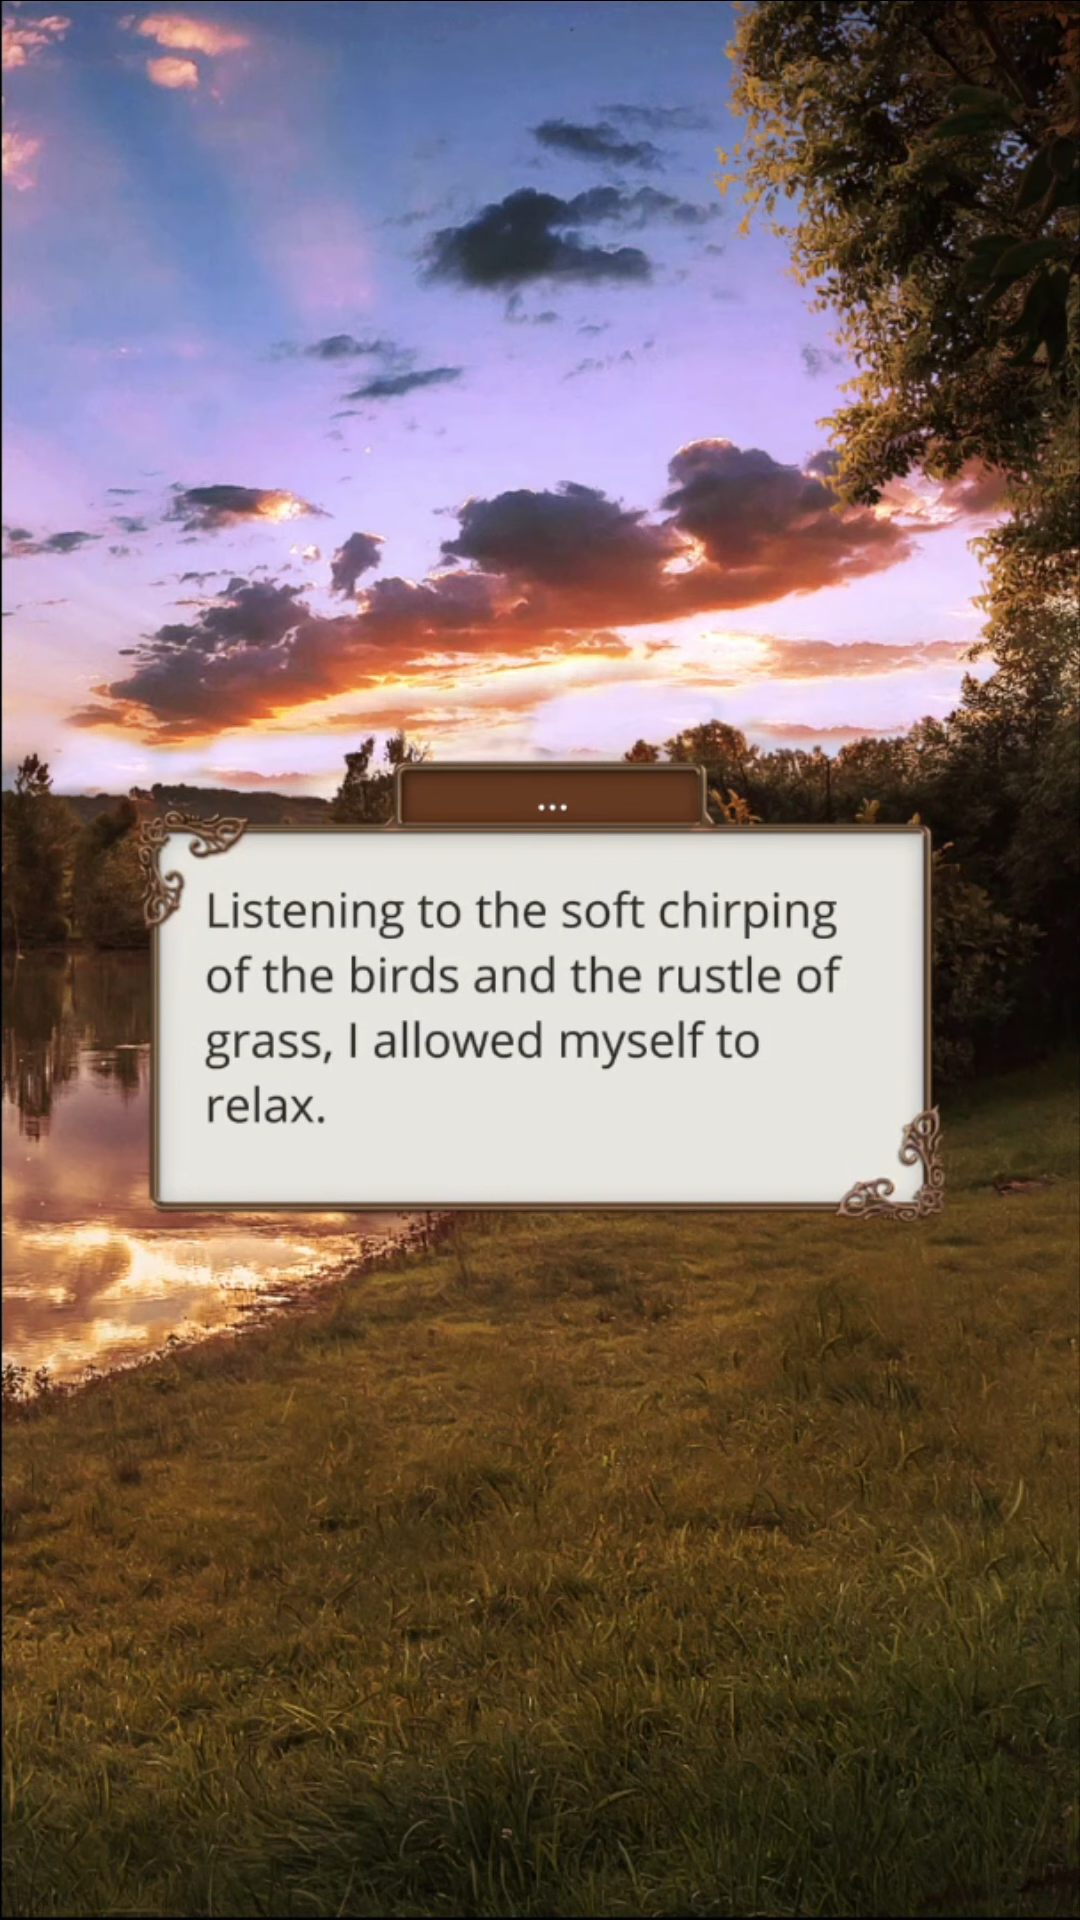 ...
Listening to the soft chirping
of the birds and the rustle of
grass, I allowed myself to
relax.